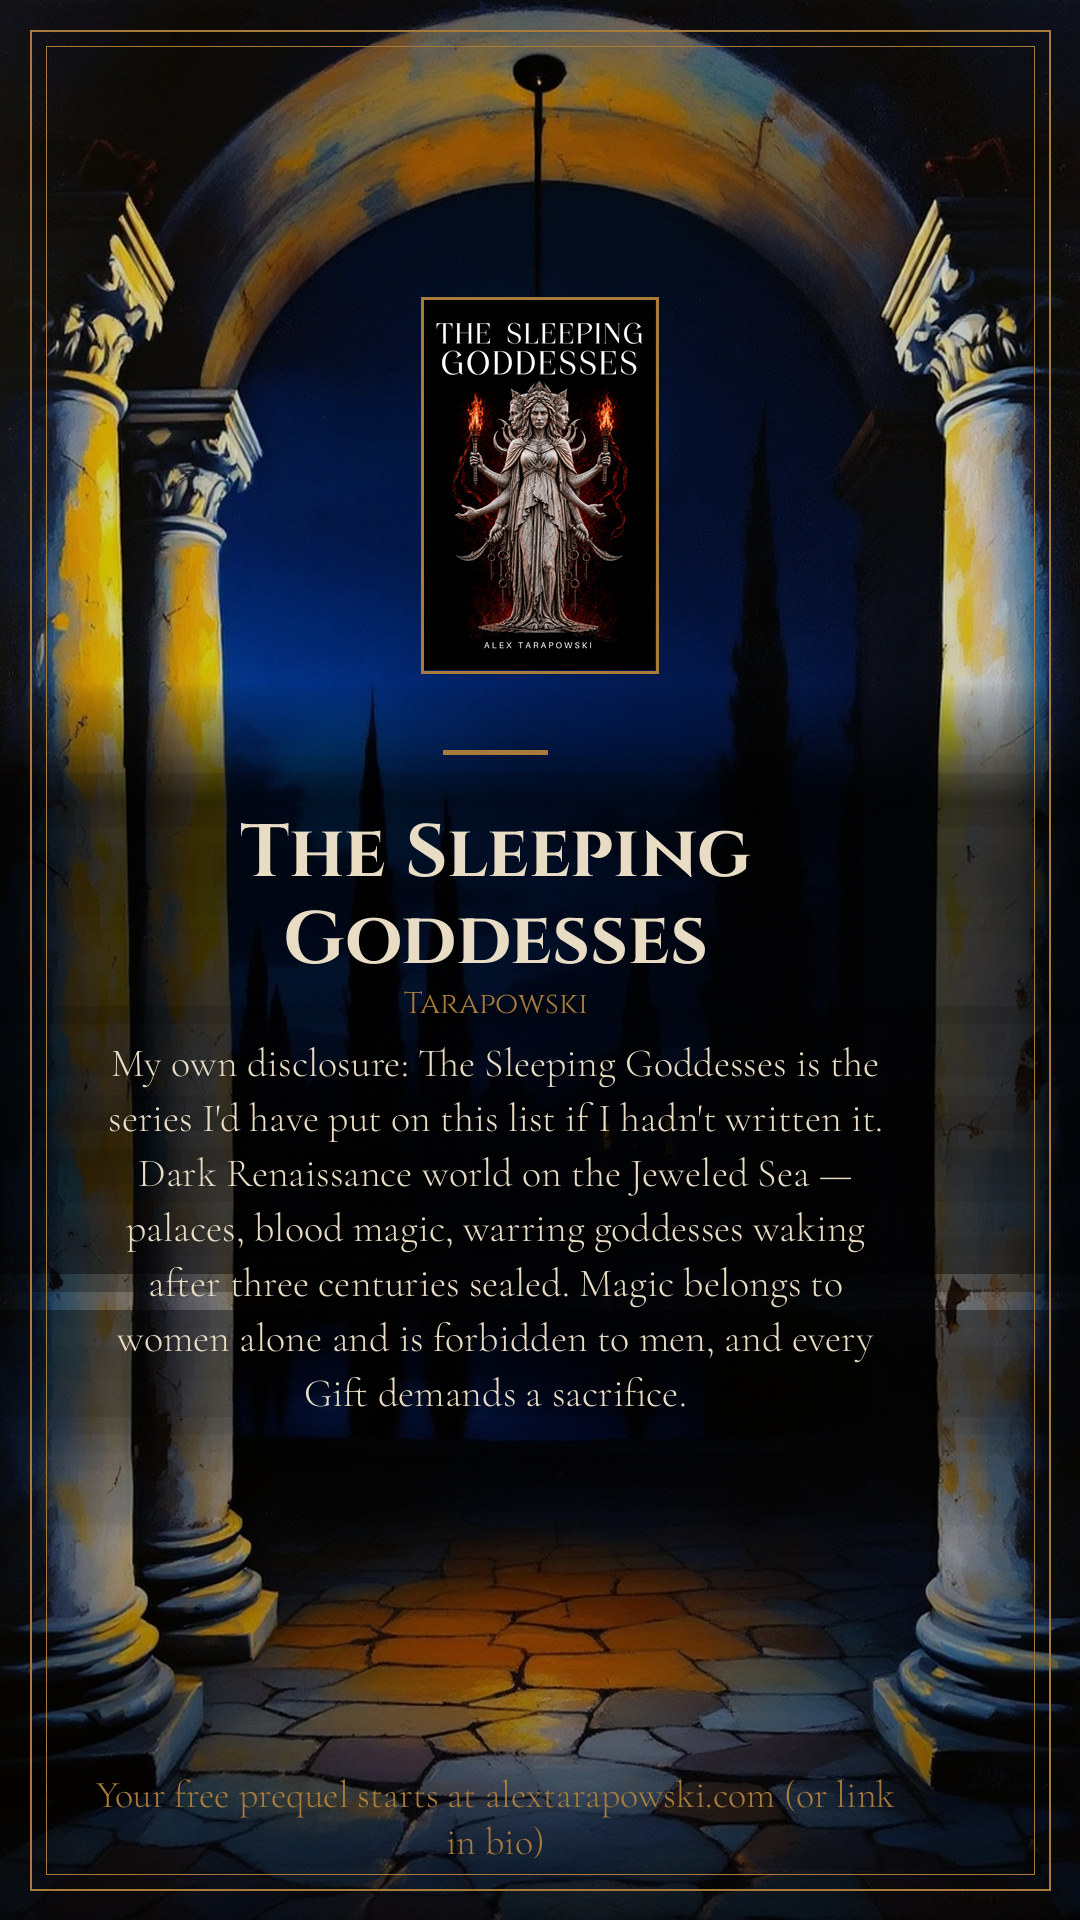 THE SLEEPING
GODDESSES
ALEX TARAPOWSKI
The Sleeping
Goddesses
Tarapowski
My own disclosure: The Sleeping Goddesses is the
series I'd have put on this list if I hadn't written it.
Dark Renaissance world on the Jeweled Sea —
palaces, blood magic, warring goddesses waking
after three centuries sealed. Magic belongs to
women alone and is forbidden to men, and every
Gift demands a sacrifice.
Your free prequel starts at alextarapowski.com (or link
in bio)